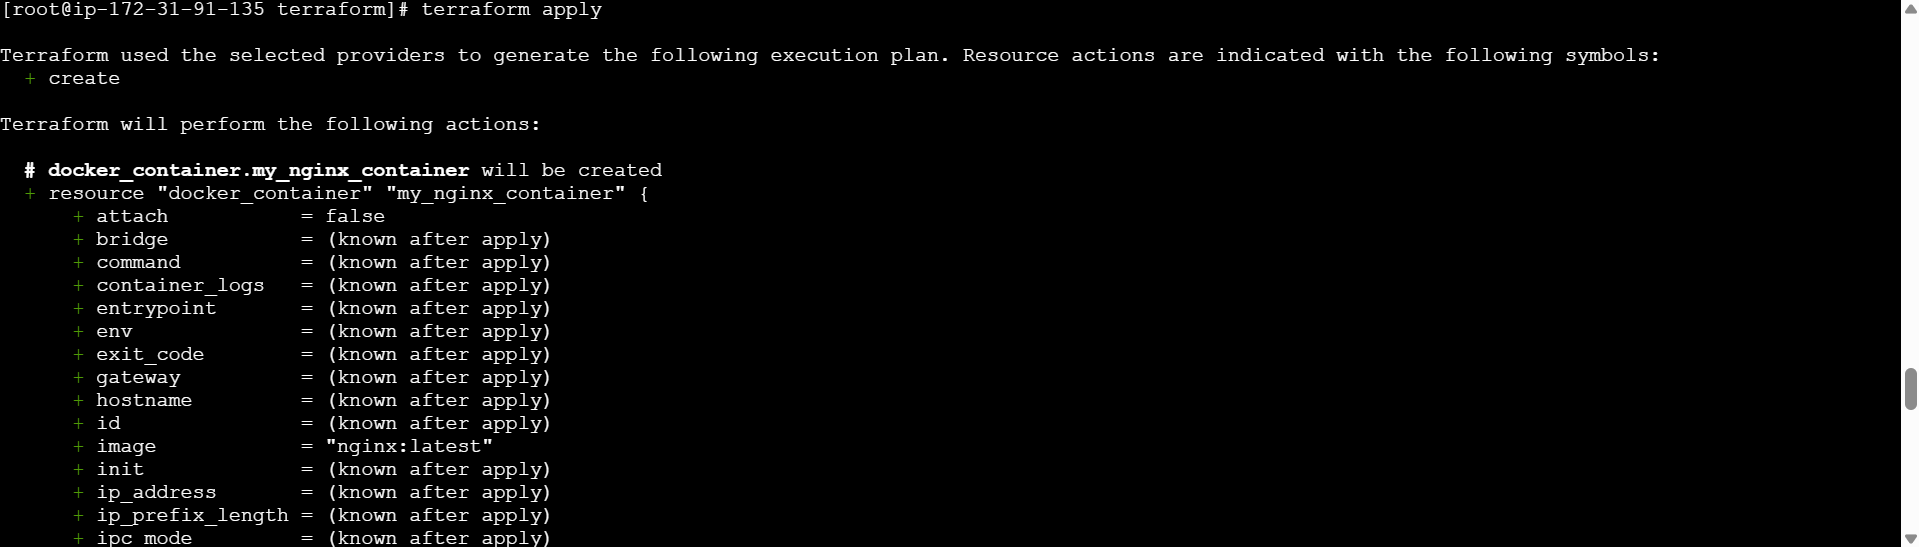 [root@ip-172-31-91-135 terraform]# terraform apply
Terraform used the selected providers to generate the following execution plan. Resource actions are indicated with the following symbols:
  + create
Terraform will perform the following actions:
  # docker_container.my_nginx_container will be created
  + resource "docker_container" "my_nginx_container" {
      + attach           = false
      + bridge           = (known after apply)
      + command          = (known after apply)
      + container_logs   = (known after apply)
      + entrypoint       = (known after apply)
      + env              = (known after apply)
      + exit_code        = (known after apply)
      + gateway          = (known after apply)
      + hostname         = (known after apply)
      + id               = (known after apply)
      + image            = "nginx:latest"
      + init             = (known after apply)
      + ip_address       = (known after apply)
      + ip_prefix_length = (known after apply)
      + ipc_mode         = (known after apply)